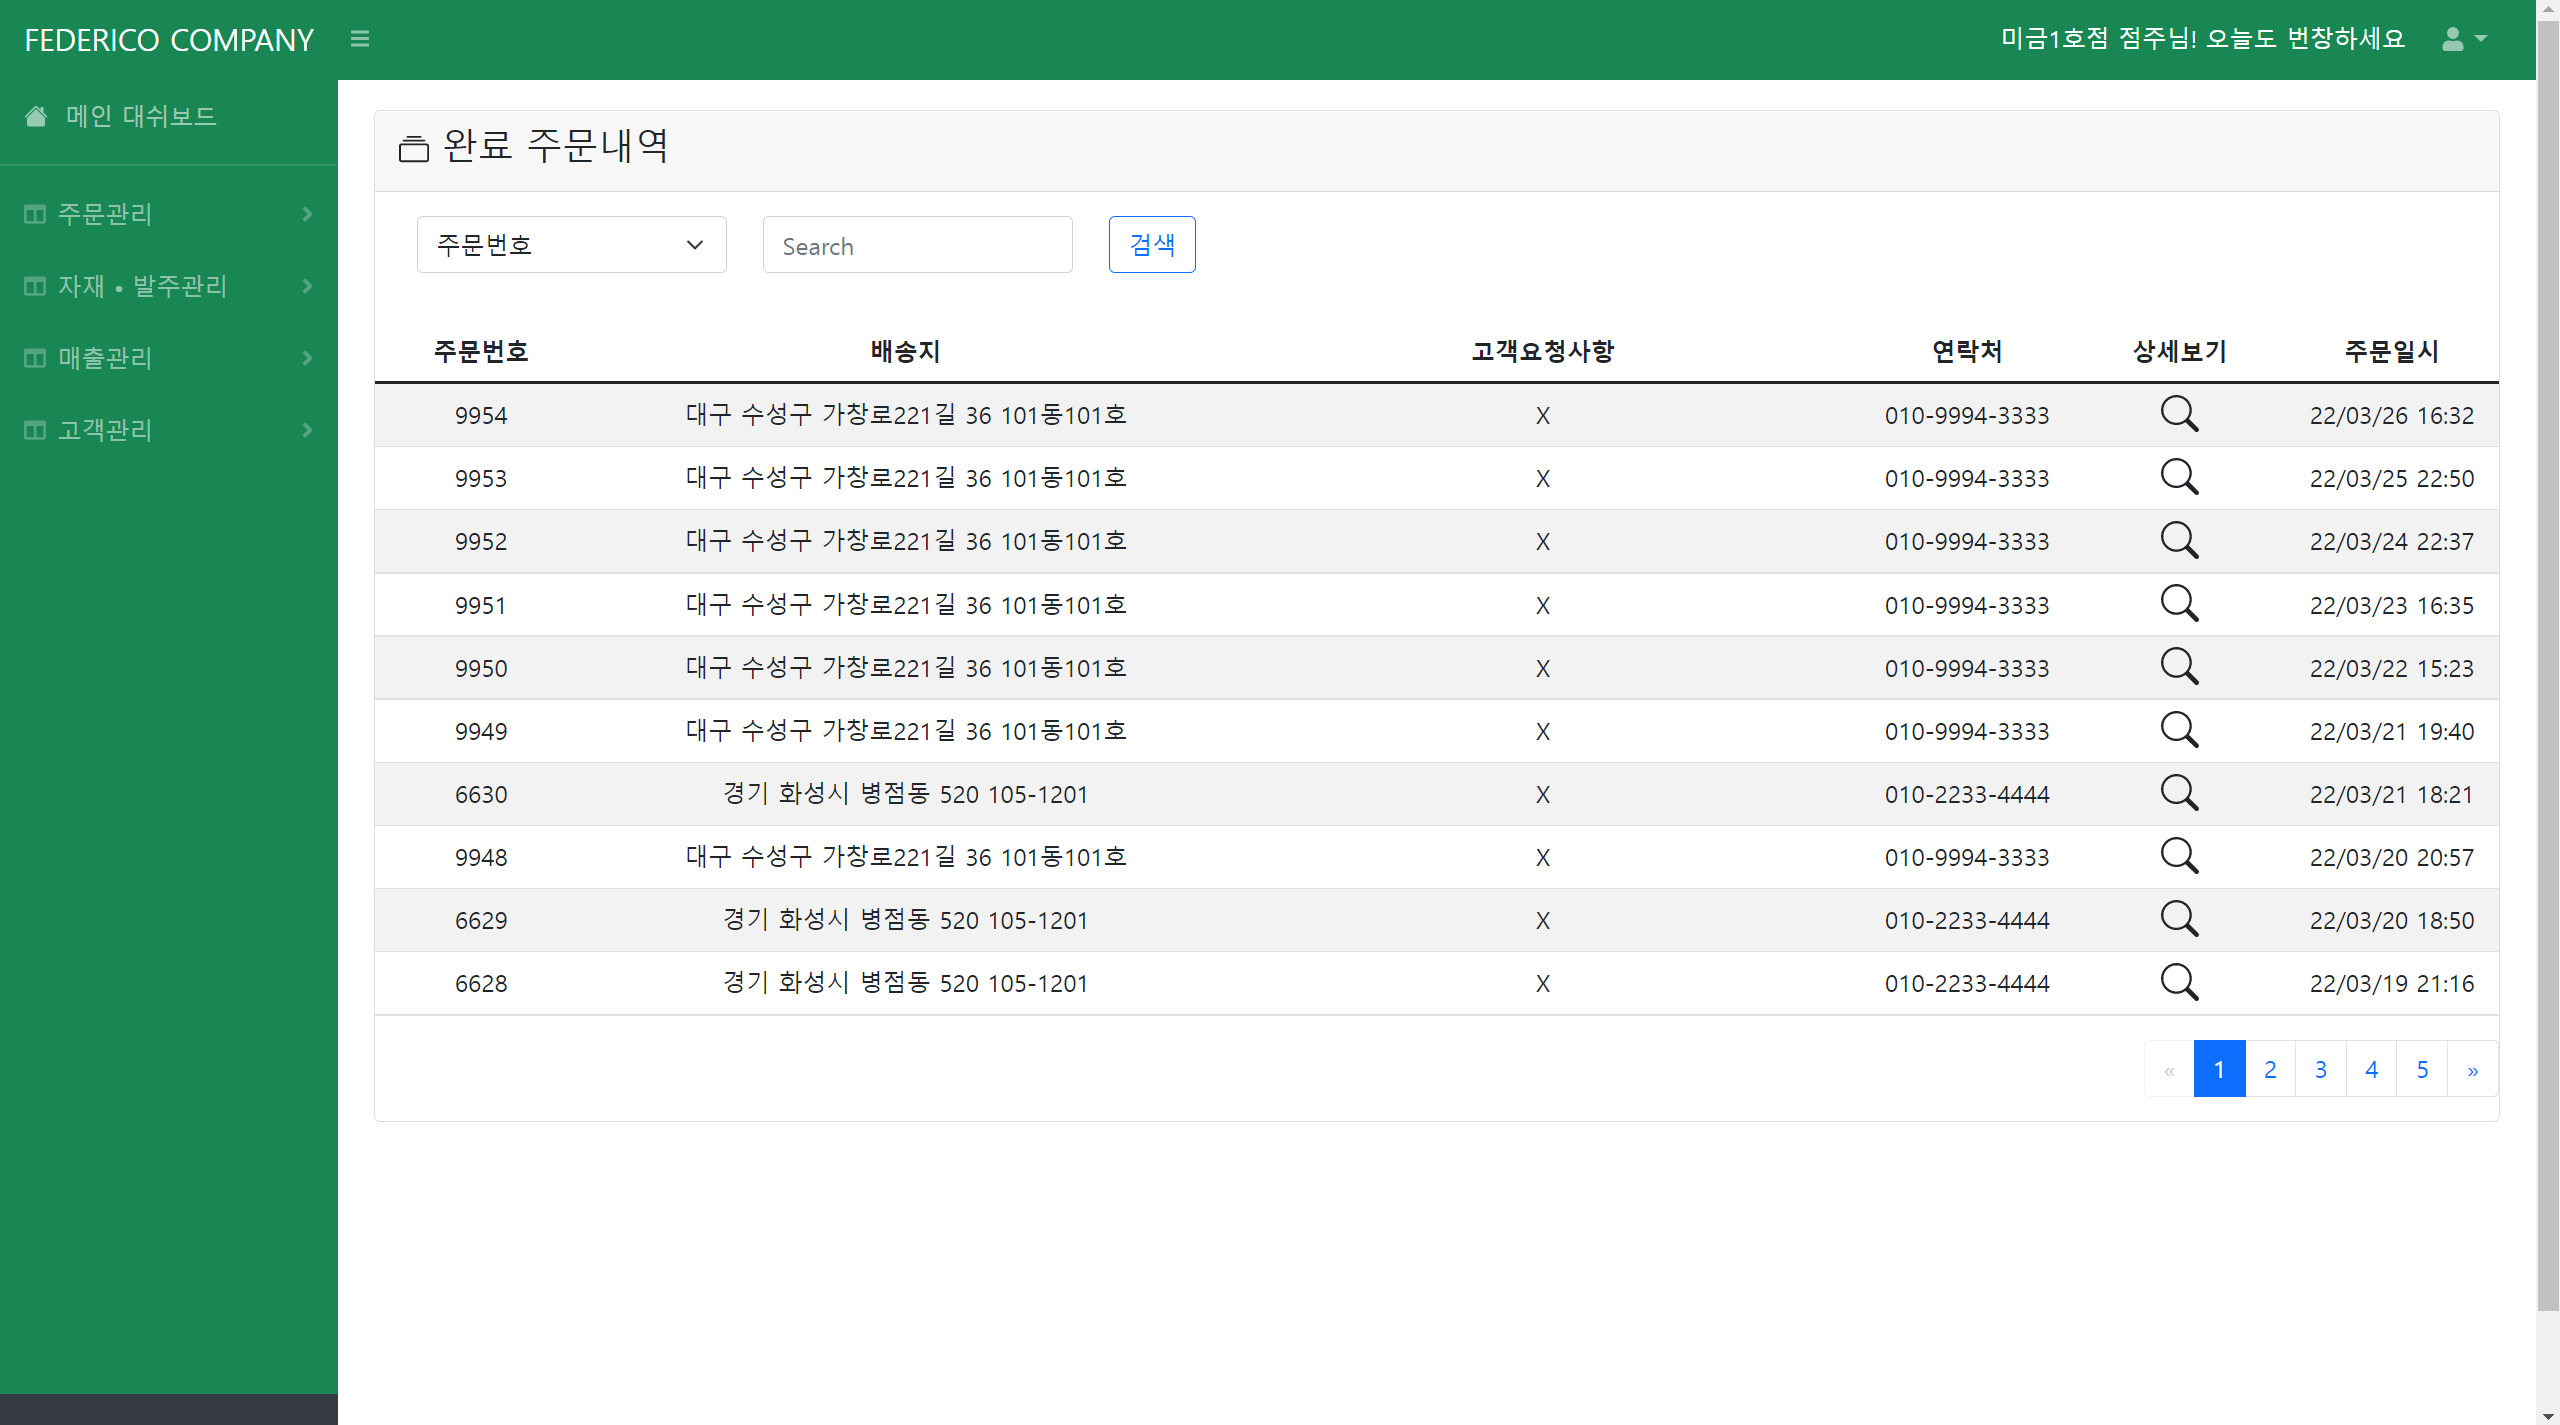 FEDERICO COMPANY
미금1호점 점주님! 오늘도 번창하세요
메인 대쉬보드
주문관리
자재 • 발주관리
매출관리
고객관리
완료 주문내역
주문번호 Search 검색
주문번호 배송지 고객요청사항 연락처 상세보기 주문일시
9954 대구 수성구 가창로221길 36 101동101호 X 010-9994-3333 22/03/26 16:32
9953 대구 수성구 가창로221길 36 101동101호 X 010-9994-3333 22/03/25 22:50
9952 대구 수성구 가창로221길 36 101동101호 X 010-9994-3333 22/03/24 22:37
9951 대구 수성구 가창로221길 36 101동101호 X 010-9994-3333 22/03/23 16:35
9950 대구 수성구 가창로221길 36 101동101호 X 010-9994-3333 22/03/22 15:23
9949 대구 수성구 가창로221길 36 101동101호 X 010-9994-3333 22/03/21 19:40
6630 경기 화성시 병점동 520 105-1201 X 010-2233-4444 22/03/21 18:21
9948 대구 수성구 가창로221길 36 101동101호 X 010-9994-3333 22/03/20 20:57
6629 경기 화성시 병점동 520 105-1201 X 010-2233-4444 22/03/20 18:50
6628 경기 화성시 병점동 520 105-1201 X 010-2233-4444 22/03/19 21:16
« 1 2 3 4 5 »